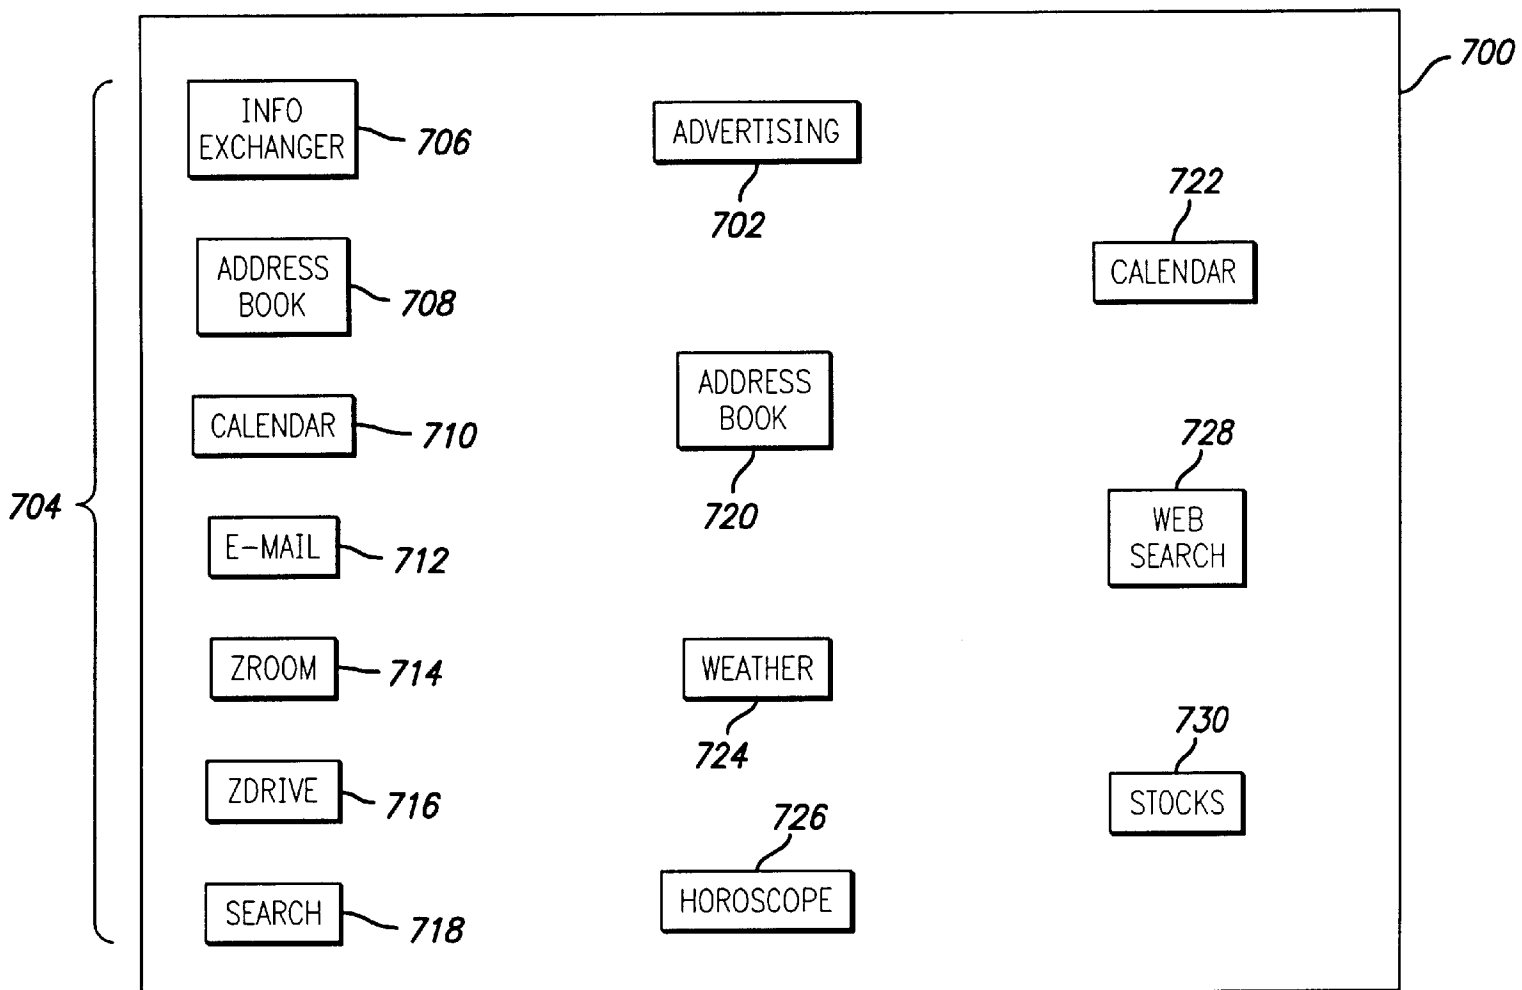 700
704
INFO
EXCHANGER
706
ADDRESS
BOOK
708
CALENDAR
710
E-MAIL
712
ZROOM
714
ZDRIVE
716
SEARCH
718
ADVERTISING
702
ADDRESS
BOOK
720
WEATHER
724
726
HOROSCOPE
722
CALENDAR
728
WEB
SEARCH
730
STOCKS